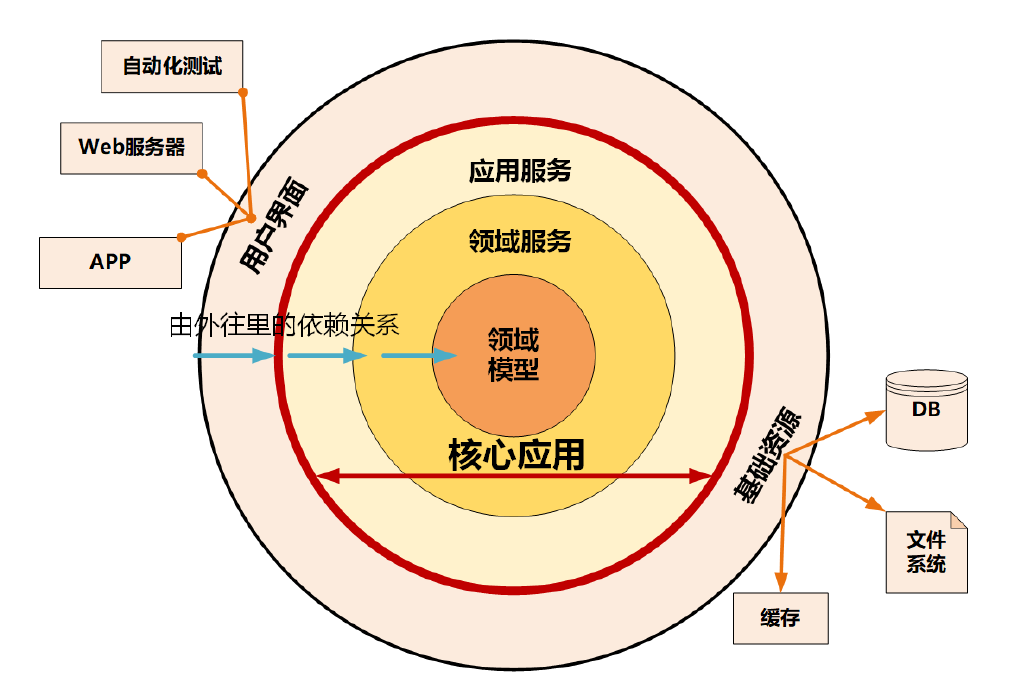 自动化测试
Web服务器
APP
用户界面
应用服务
领域服务
由外往里的依赖关系
领域
模型
核心应用
基础资源
DB
文件
系统
缓存